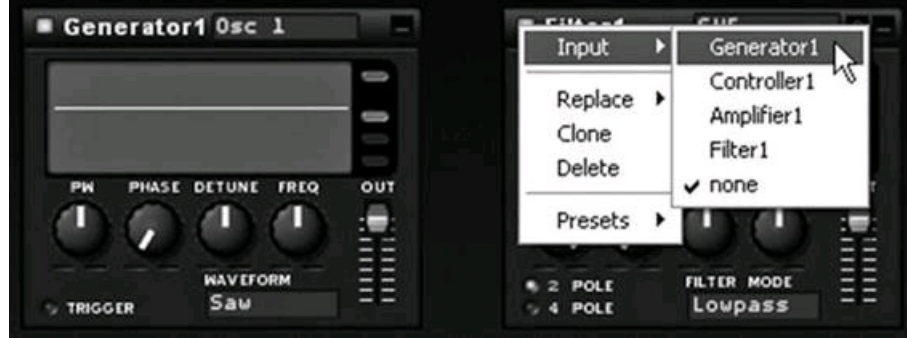 Generator1 Osc 1
PW PHASE DETUNE FREQ OUT
WAVEFORM
TRIGGER Saw
Input
Replace
Clone
Delete
Presets
Generator1
Controller1
Amplifier1
Filter1
none
2 POLE
4 POLE
FILTER MODE
Lowpass